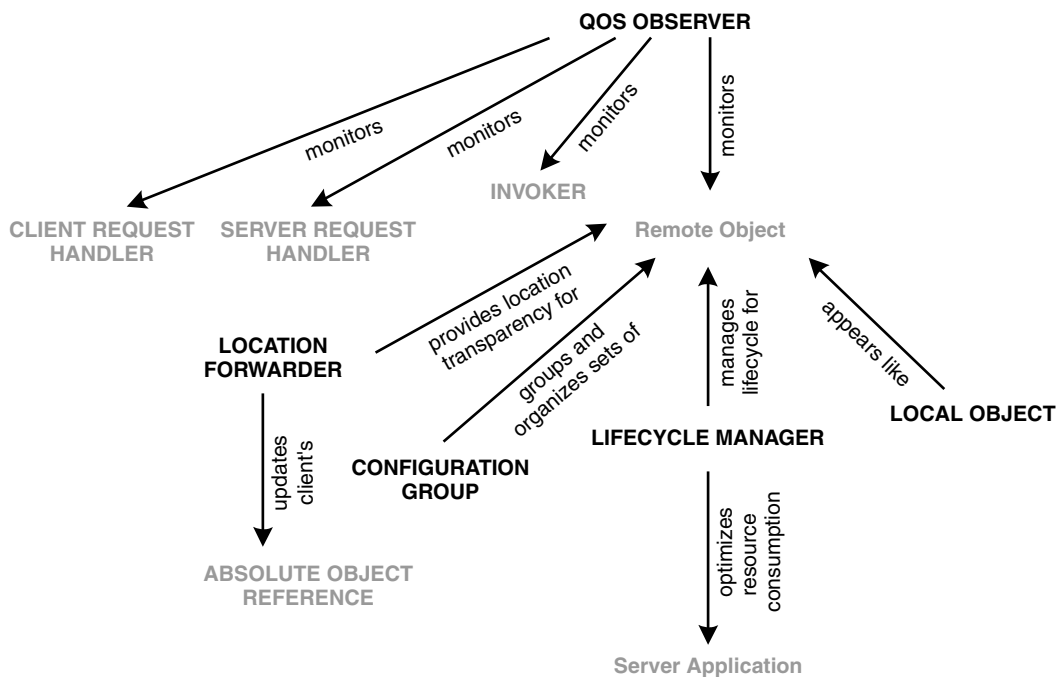 QOS OBSERVER
monitors
monitors
monitors
monitors
INVOKER
CLIENT REQUEST
HANDLER
SERVER REQUEST
HANDLER
Remote Object
provides location
transparency for
groups and
organizes sets of
manages
lifecycle for
appears like
LOCATION
FORWARDER
LOCAL OBJECT
LIFECYCLE MANAGER
CONFIGURATION
GROUP
updates
client's
optimizes
resource
consumption
ABSOLUTE OBJECT
REFERENCE
Server Application